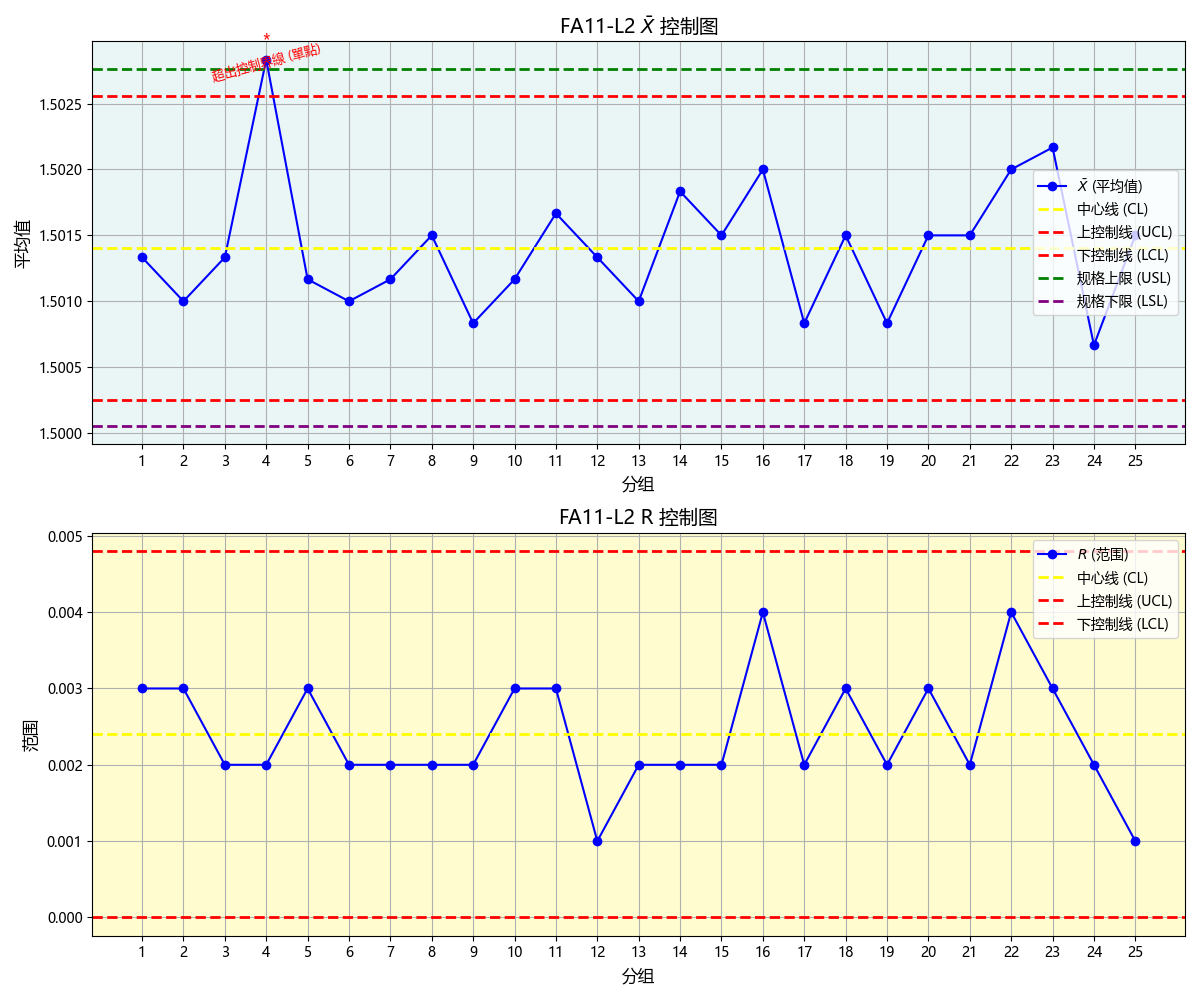 FA11-L2 X̄ 控制图
*
超出控制界線 (單點)
平均值
1.5025
1.5020
1.5015
1.5010
1.5005
1.5000
X̄ (平均值)
中心线 (CL)
上控制线 (UCL)
下控制线 (LCL)
规格上限 (USL)
规格下限 (LSL)
1 2 3 4 5 6 7 8 9 10 11 12 13 14 15 16 17 18 19 20 21 22 23 24 25
分组
FA11-L2 R 控制图
范围
0.005
0.004
0.003
0.002
0.001
0.000
R (范围)
中心线 (CL)
上控制线 (UCL)
下控制线 (LCL)
1 2 3 4 5 6 7 8 9 10 11 12 13 14 15 16 17 18 19 20 21 22 23 24 25
分组